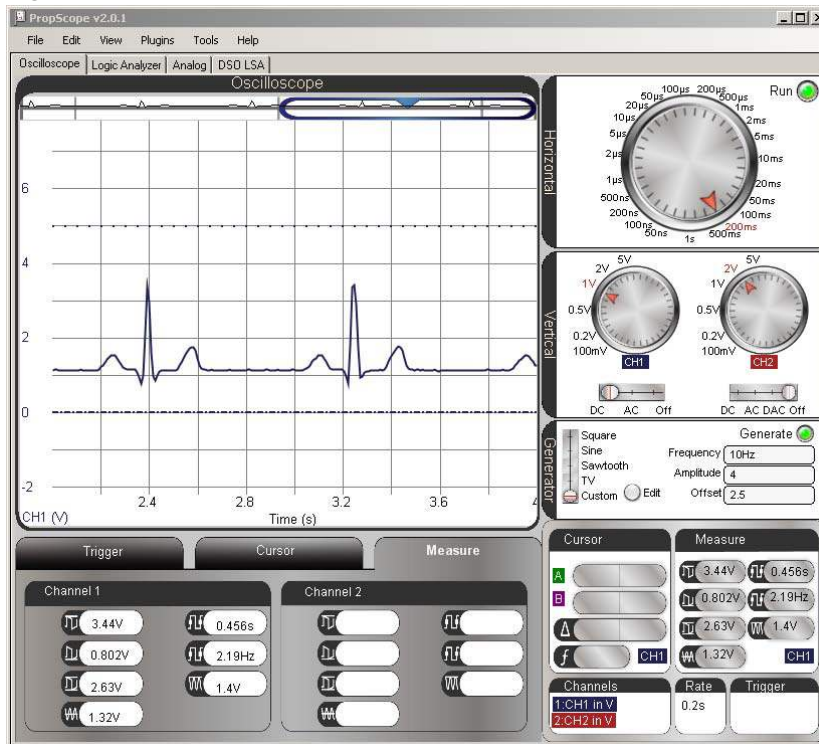 PropScope v2.0.1
File Edit View Plugins Tools Help
Oscilloscope Logic Analyzer Analog DSO LSA
Oscilloscope
6
4
2
0
-2
2.4 2.8 3.2 3.6
CH1 (V)
Time (s)
Horizontal
Run
50ns
100ns
200ns
500ns
1µs
2µs
5µs
10µs
20µs
50µs
100µs
200µs
500µs
1ms
2ms
5ms
10ms
20ms
50ms
100ms
200ms
500ms
1s
Vertical
5V
2V
1V
0.5V
0.2V
100mV
CH1
DC AC Off
5V
2V
1V
0.5V
0.2V
100mV
CH2
DC AC DAC Off
Generator
Square
Sine
Sawtooth
TV
Custom
Edit
Generate
Frequency 10Hz
Amplitude 4
Offset 2.5
Trigger Cursor Measure
Channel 1
3.44V 0.456s
0.802V 2.19Hz
2.63V 1.4V
1.32V
Channel 2
Cursor
A
B
Δ
f CH1
Measure
3.44V 0.456s
0.802V 2.19Hz
2.63V 1.4V
1.32V CH1
Channels
1:CH1 in V
2:CH2 in V
Rate
0.2s
Trigger